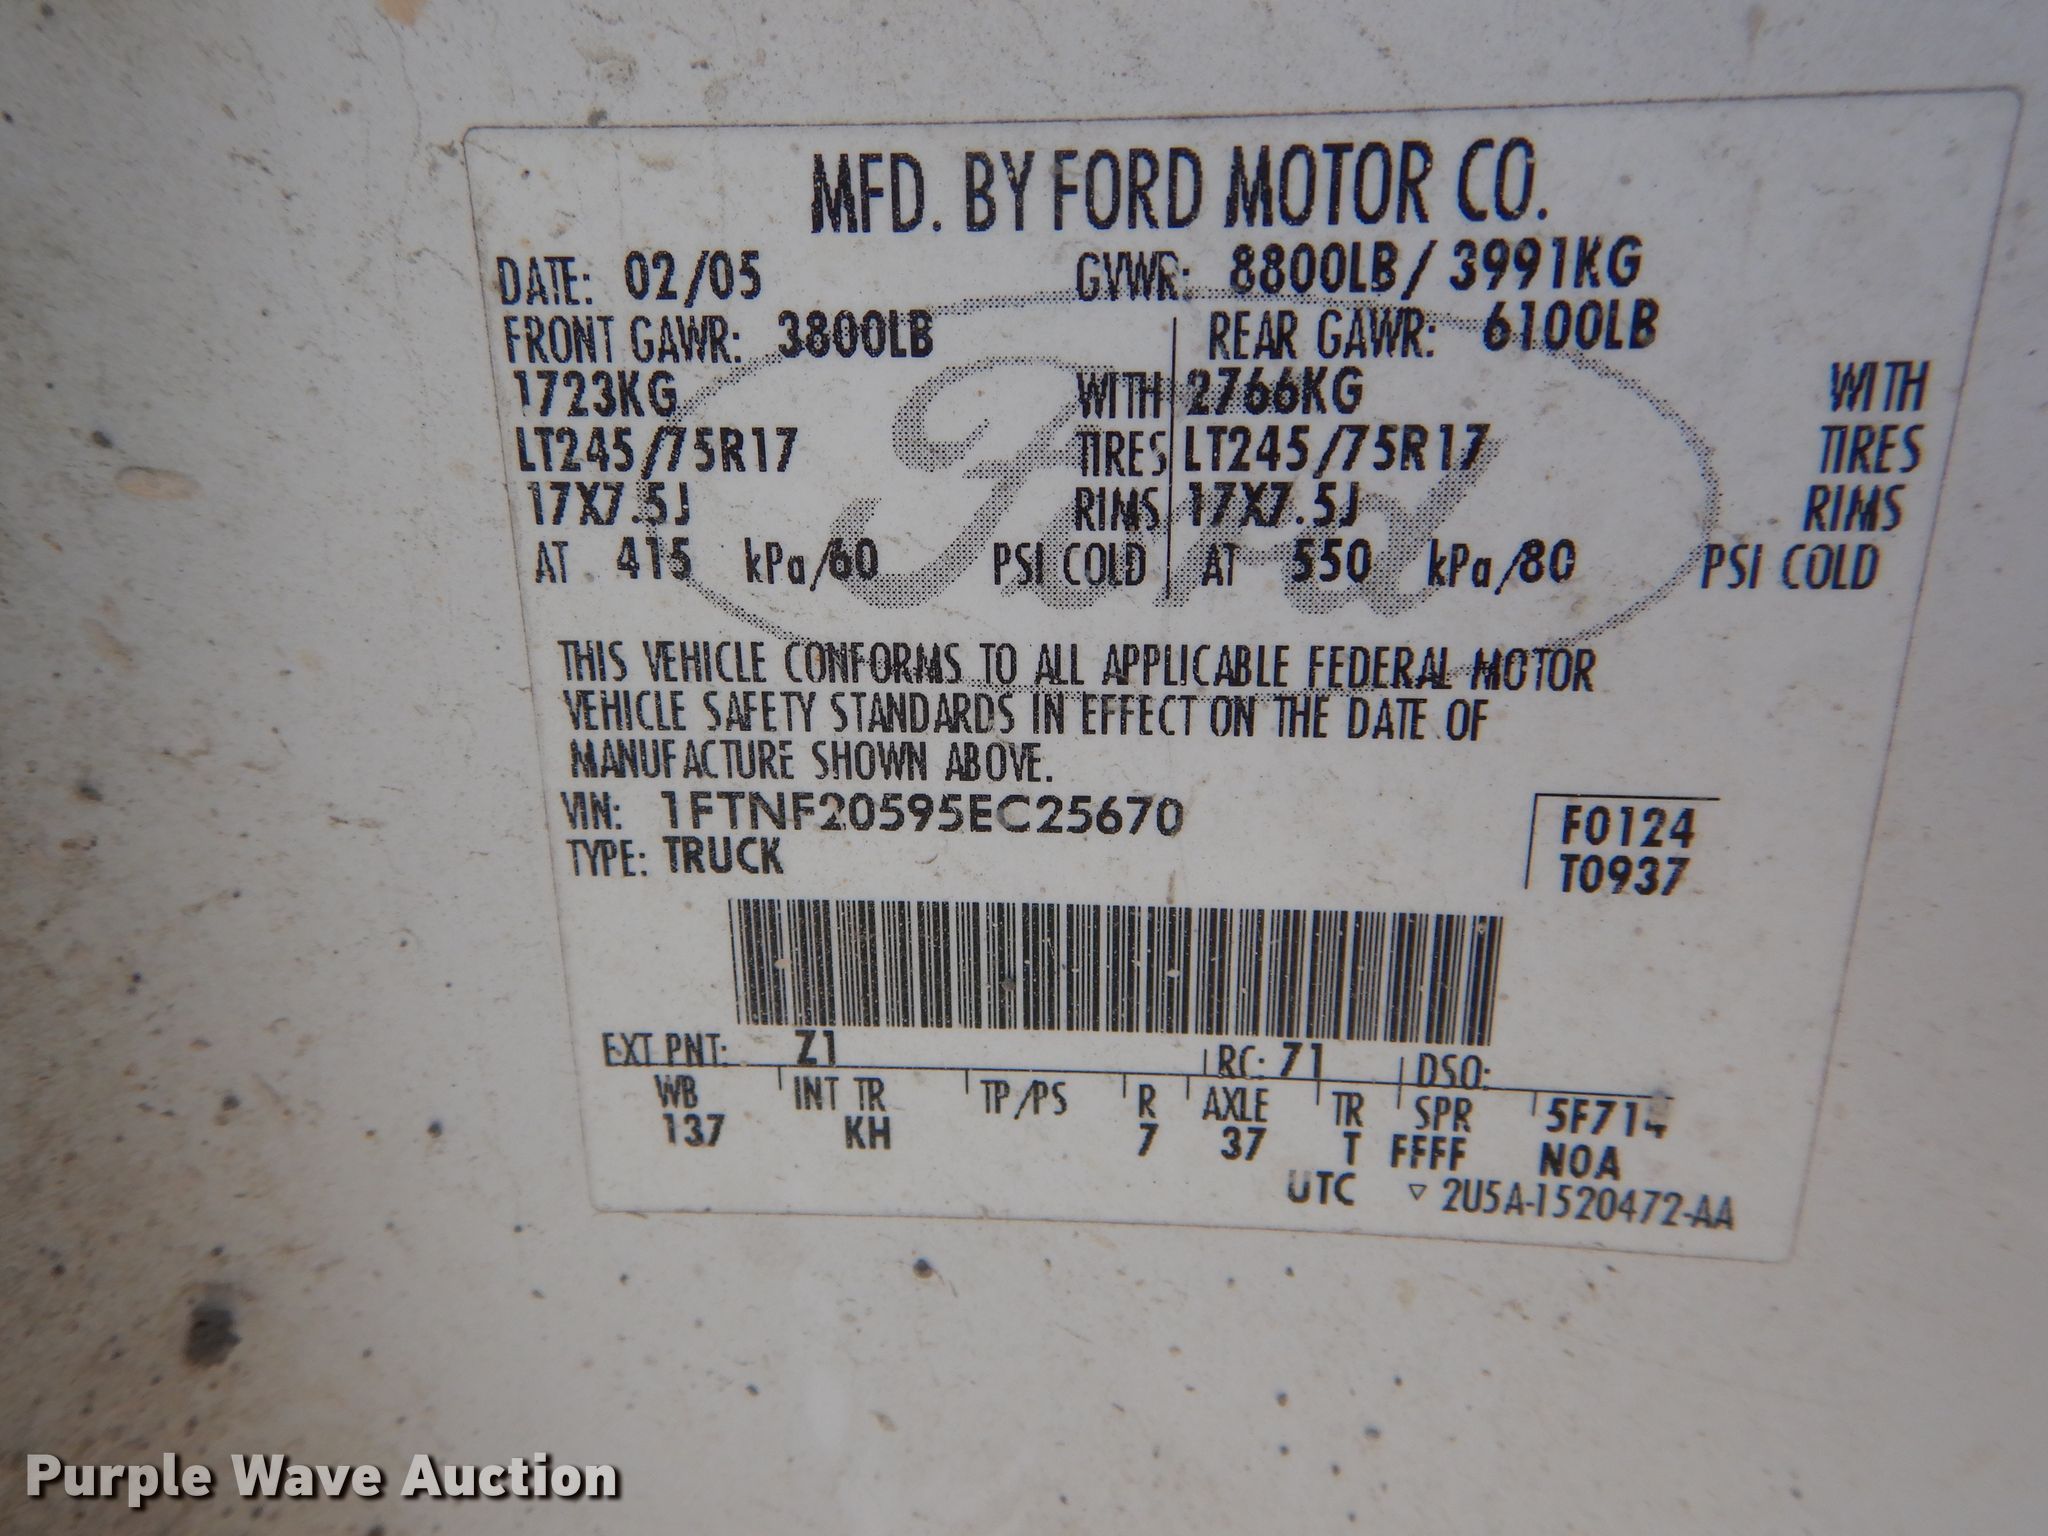 MFD. BY FORD MOTOR CO.
DATE: 02/05 GVWR: 8800LB / 3991KG
FRONT GAWR: 3800LB REAR GAWR: 6100LB
1723KG WITH 2766KG WITH
LT245/75R17 TIRES LT245/75R17 TIRES
17X7.5J RIMS 17X7.5J RIMS
AT 415 kPa/60 PSI COLD AT 550 kPa/80 PSI COLD
Ford
THIS VEHICLE CONFORMS TO ALL APPLICABLE FEDERAL MOTOR
VEHICLE SAFETY STANDARDS IN EFFECT ON THE DATE OF
MANUFACTURE SHOWN ABOVE.
VIN: 1FTNF20595EC25670 F0124
TYPE: TRUCK T0937
EXT PNT: Z1 RC: 71 DSO:
WB INT TR TP/PS R AXLE TR SPR 5F714
137 KH 7 37 T FFFF N0A
UTC ▽ 2U5A-1520472-AA
Purple Wave Auction